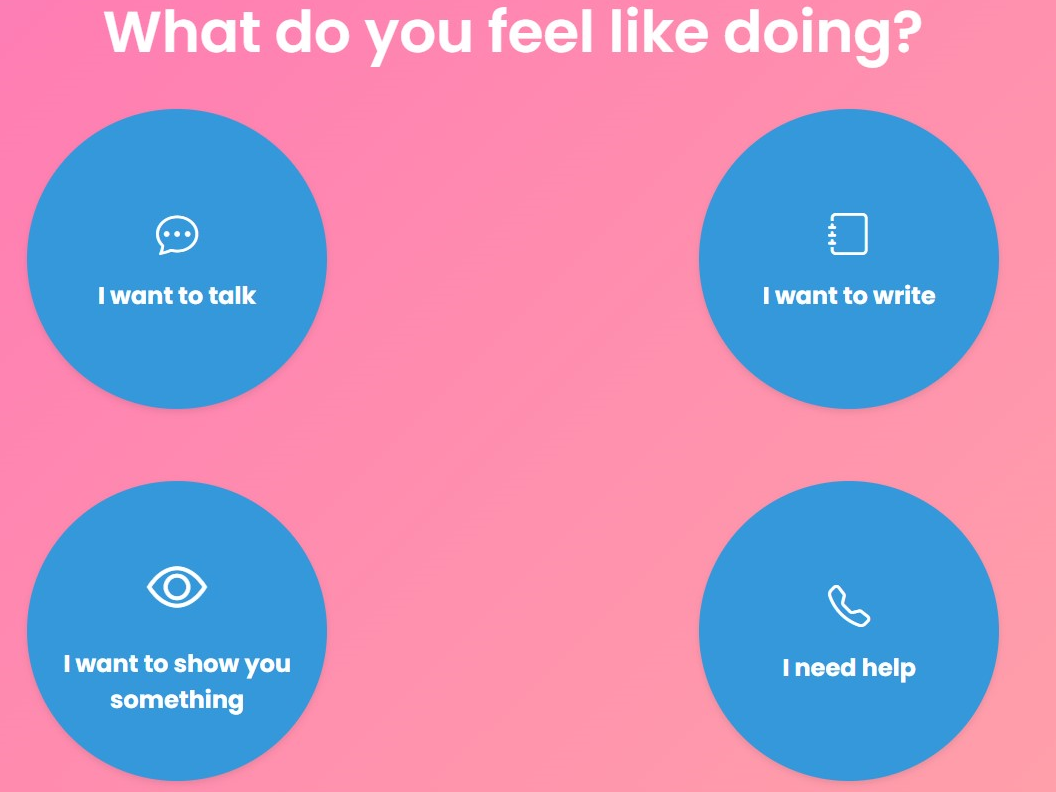 What do you feel like doing?
I want to talk
I want to write
I want to show you
something
I need help